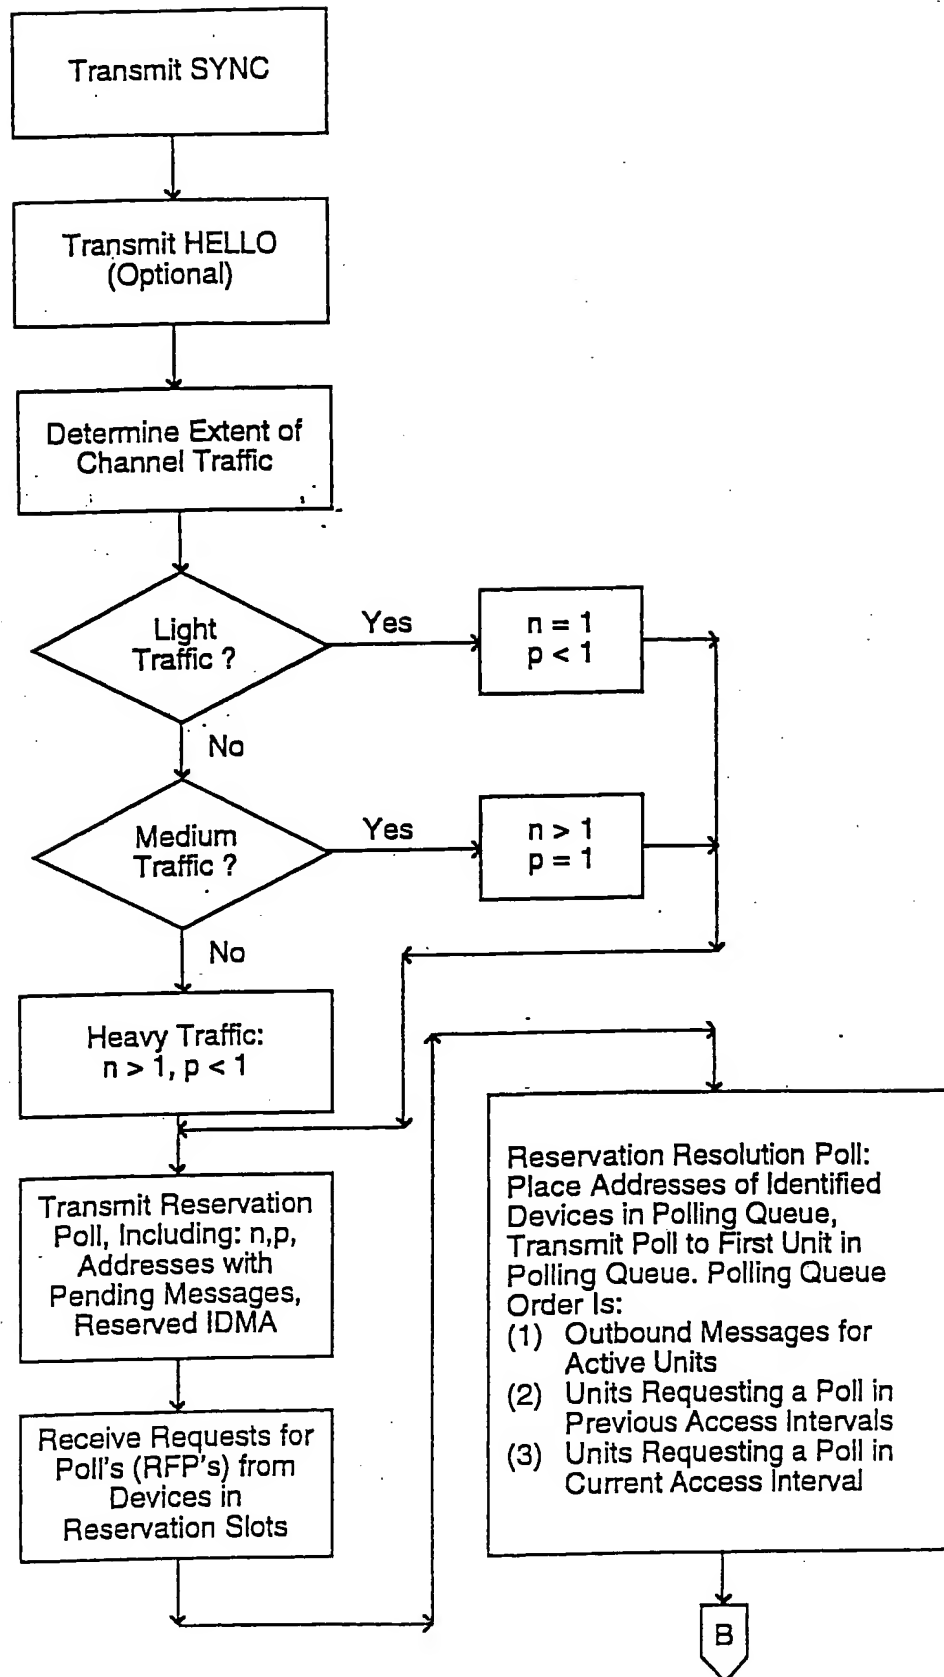 Transmit SYNC
Transmit HELLO
(Optional)
Determine Extent of
Channel Traffic
Light
Traffic ?
Yes
n = 1
p < 1
No
Medium
Traffic ?
Yes
n > 1
p = 1
No
Heavy Traffic:
n > 1, p < 1
Transmit Reservation
Poll, Including: n,p,
Addresses with
Pending Messages,
Reserved IDMA
Receive Requests for
Poll's (RFP's) from
Devices in
Reservation Slots
Reservation Resolution Poll:
Place Addresses of Identified
Devices in Polling Queue,
Transmit Poll to First Unit in
Polling Queue. Polling Queue
Order Is:
(1) Outbound Messages for
Active Units
(2) Units Requesting a Poll in
Previous Access Intervals
(3) Units Requesting a Poll in
Current Access Interval
B